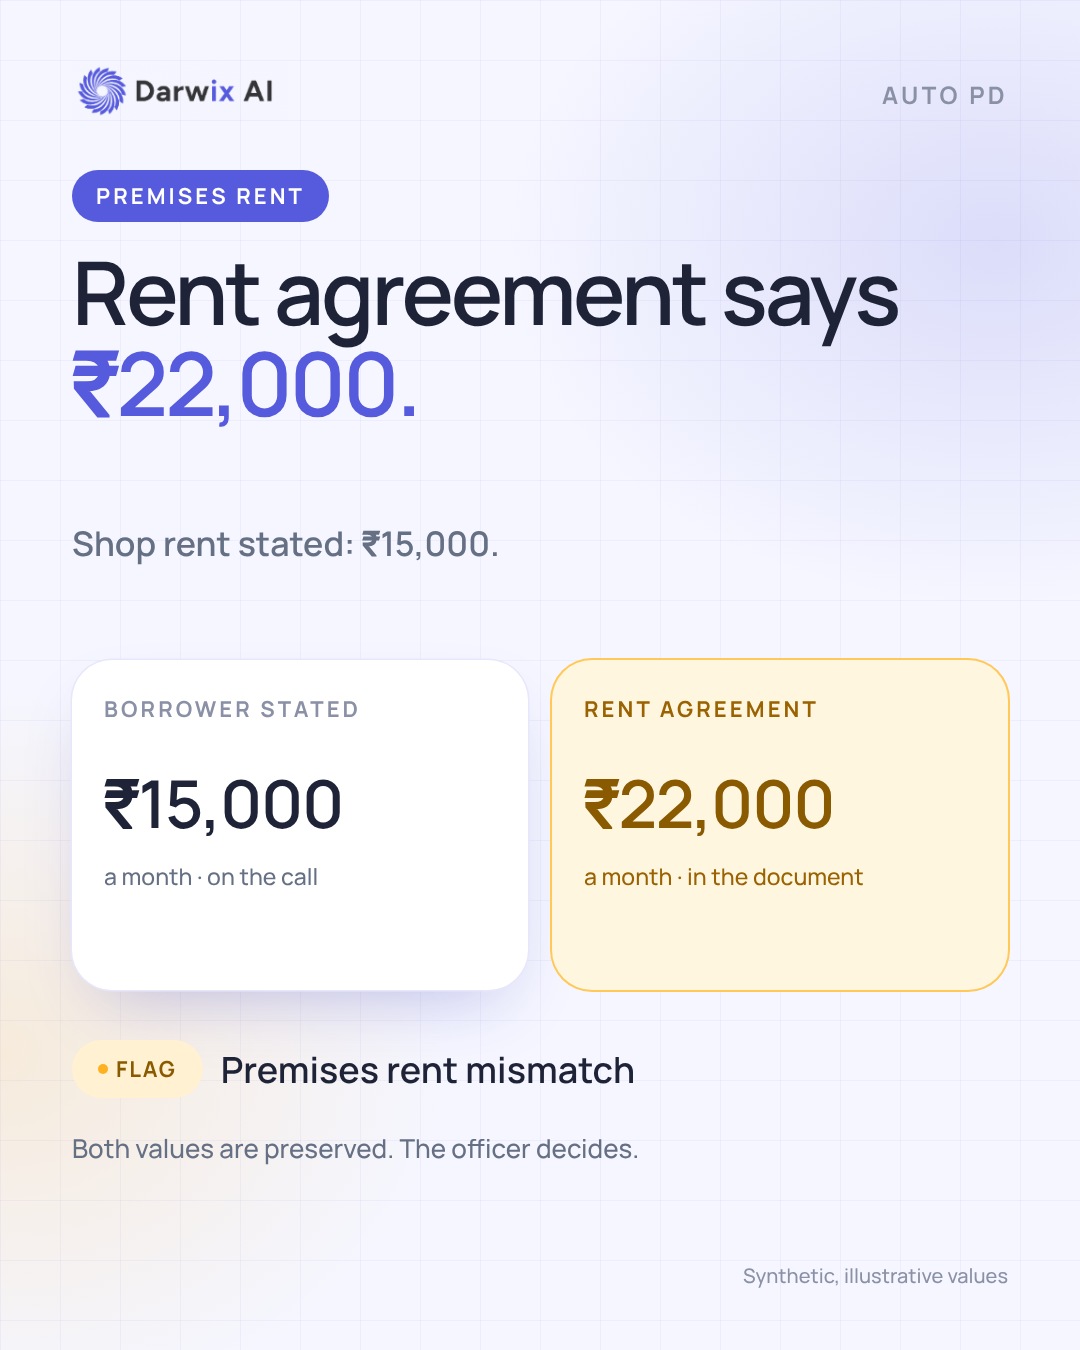 Darwix AI
AUTO PD
PREMISES RENT
Rent agreement says
₹22,000.
Shop rent stated: ₹15,000.
BORROWER STATED
₹15,000
a month · on the call
RENT AGREEMENT
₹22,000
a month · in the document
FLAG
Premises rent mismatch
Both values are preserved. The officer decides.
Synthetic, illustrative values